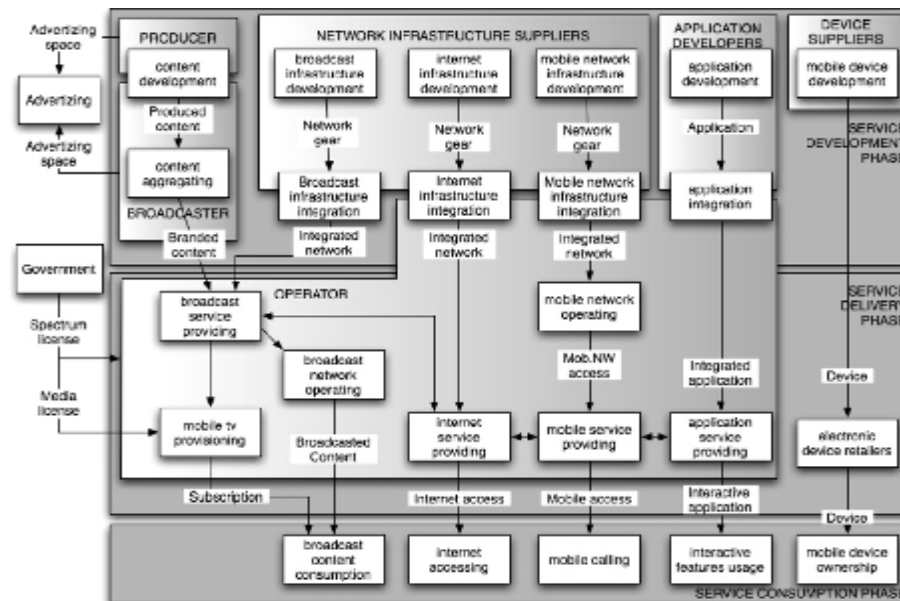 Advertizing
space
PRODUCER
NETWORK INFRASTRUCTURE SUPPLIERS
APPLICATION
DEVELOPERS
DEVICE
SUPPLIERS
content
development
broadcast
infrastructure
development
internet
infrastructure
development
mobile network
infrastructure
development
application
development
mobile device
development
Advertizing
Produced
content
Network
gear
Network
gear
Network
gear
Application
SERVICE
DEVELOPMENT
PHASE
Advertizing
space
content
aggregating
Broadcast
infrastructure
integration
Internet
infrastructure
integration
Mobile network
infrastructure
integration
application
integration
BROADCASTER
Branded
content
Integrated
network
Integrated
network
Integrated
network
Government
OPERATOR
broadcast
service
providing
mobile network
operating
SERVICE
DELIVERY
PHASE
Spectrum
license
broadcast
network
operating
Mob.NW
access
Integrated
application
Device
Media
license
mobile tv
provisioning
Broadcasted
Content
internet
service
providing
mobile service
providing
application
service
providing
electronic
device retailers
Subscription
Internet access
Mobile access
Interactive
application
Device
broadcast
content
consumption
internet
accessing
mobile calling
interactive
features usage
mobile device
ownership
SERVICE CONSUMPTION PHASE